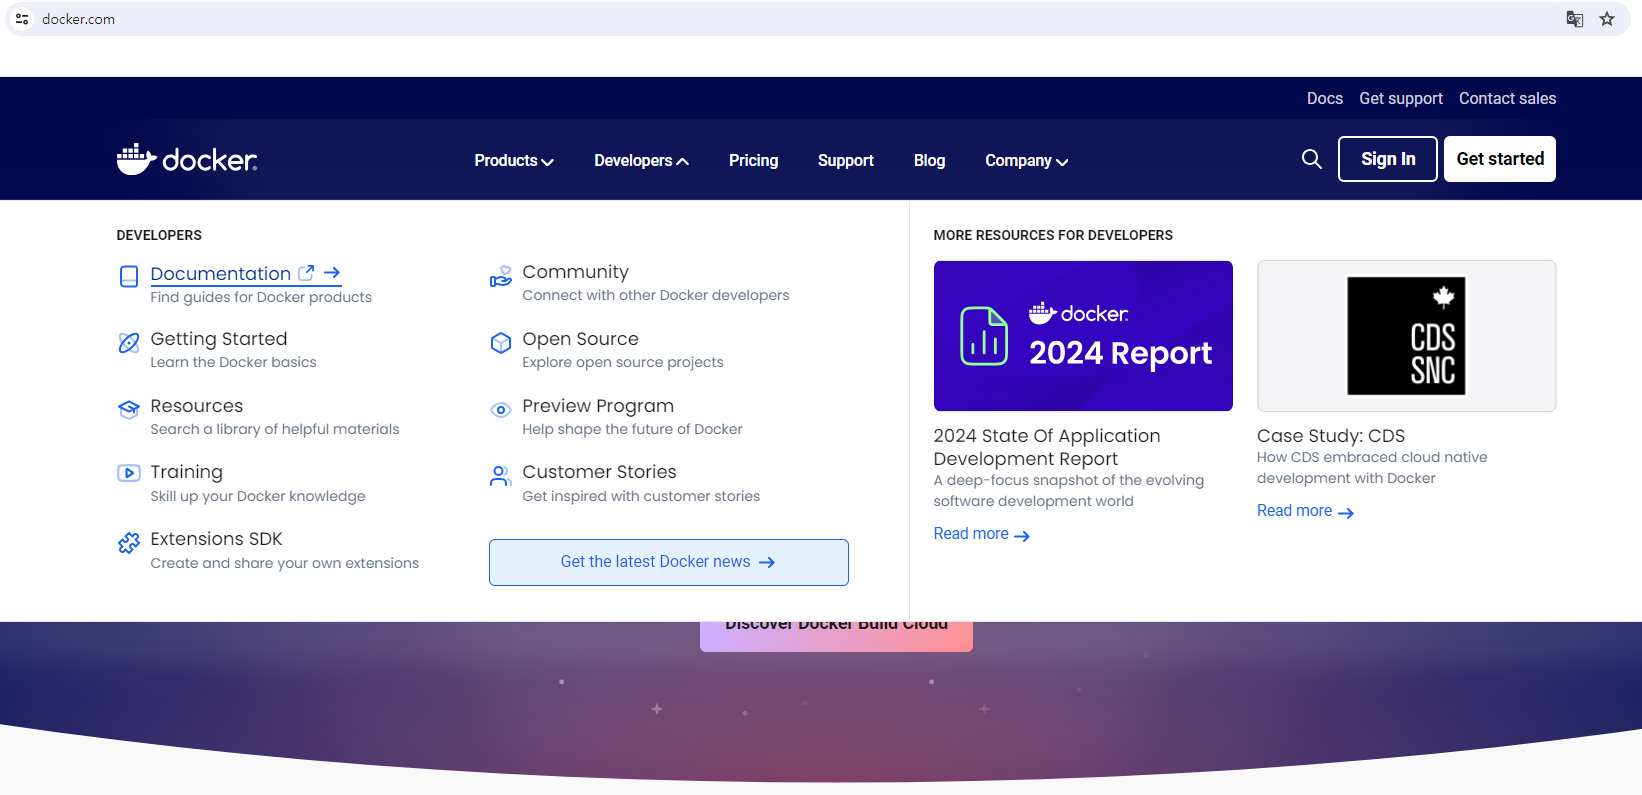 docker.com
Docs Get support Contact sales
docker
Products Developers Pricing Support Blog Company Sign In Get started
DEVELOPERS
Documentation
Find guides for Docker products
Getting Started
Learn the Docker basics
Resources
Search a library of helpful materials
Training
Skill up your Docker knowledge
Extensions SDK
Create and share your own extensions
Community
Connect with other Docker developers
Open Source
Explore open source projects
Preview Program
Help shape the future of Docker
Customer Stories
Get inspired with customer stories
Get the latest Docker news
MORE RESOURCES FOR DEVELOPERS
docker
2024 Report
2024 State Of Application
Development Report
A deep-focus snapshot of the evolving
software development world
Read more
CDS
SNC
Case Study: CDS
How CDS embraced cloud native
development with Docker
Read more
Discover Docker Build Cloud